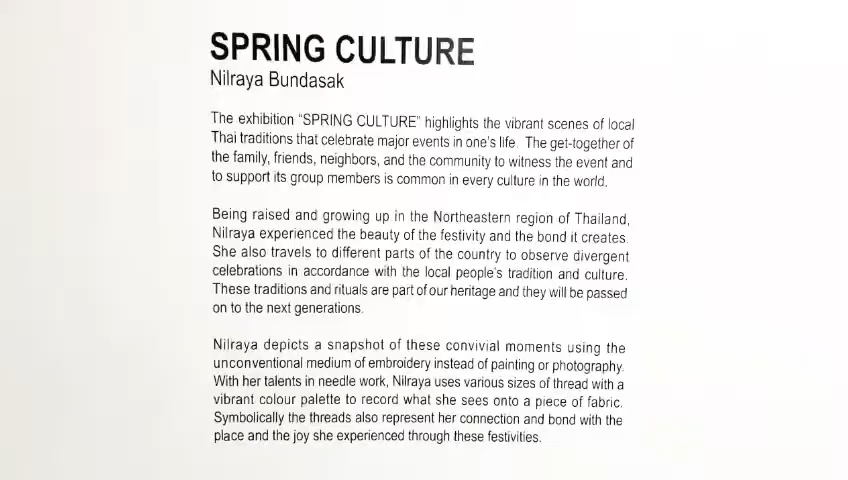 SPRING CULTURE
Nilraya Bundasak
The exhibition “SPRING CULTURE” highlights the vibrant scenes of local
Thai traditions that celebrate major events in one’s life. The get-together of
the family, friends, neighbors, and the community to witness the event and
to support its group members is common in every culture in the world.
Being raised and growing up in the Northeastern region of Thailand,
Nilraya experienced the beauty of the festivity and the bond it creates.
She also travels to different parts of the country to observe divergent
celebrations in accordance with the local people’s tradition and culture.
These traditions and rituals are part of our heritage and they will be passed
on to the next generations.
Nilraya depicts a snapshot of these convivial moments using the
unconventional medium of embroidery instead of painting or photography.
With her talents in needle work, Nilraya uses various sizes of thread with a
vibrant colour palette to record what she sees onto a piece of fabric.
Symbolically the threads also represent her connection and bond with the
place and the joy she experienced through these festivities.